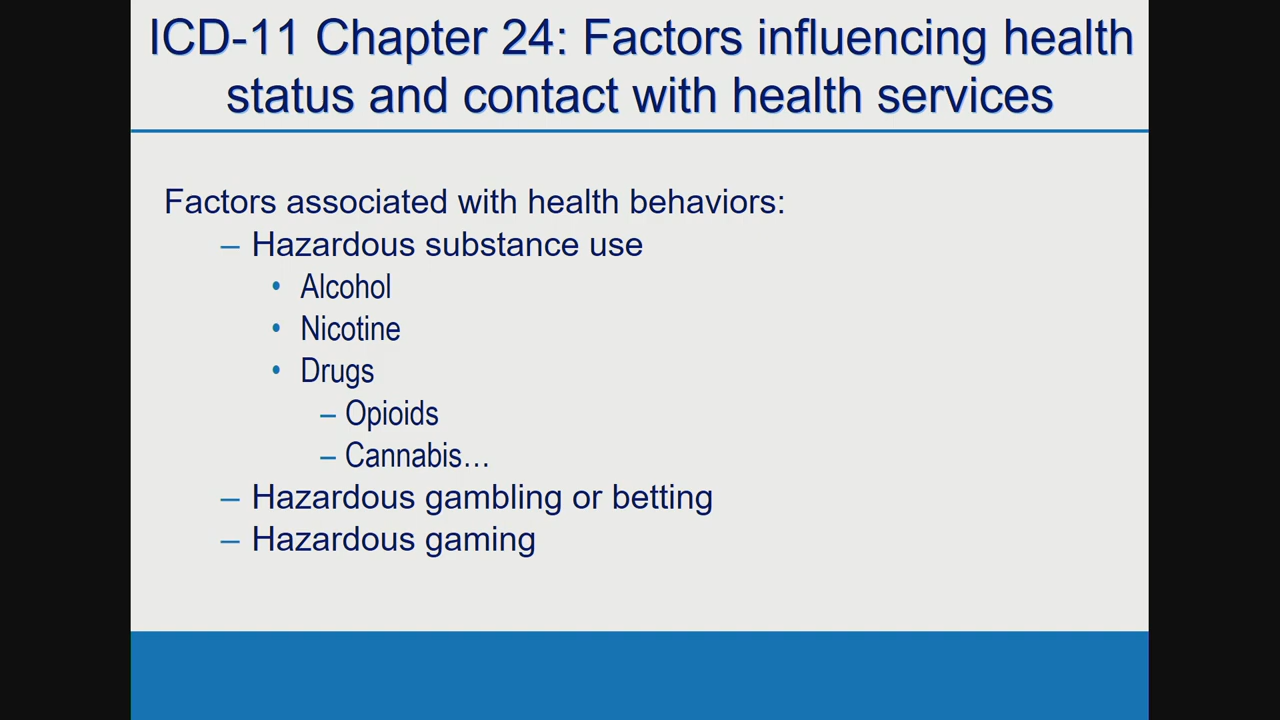 ICD-11 Chapter 24: Factors influencing health
status and contact with health services
Factors associated with health behaviors:
– Hazardous substance use
• Alcohol
• Nicotine
• Drugs
– Opioids
– Cannabis…
– Hazardous gambling or betting
– Hazardous gaming